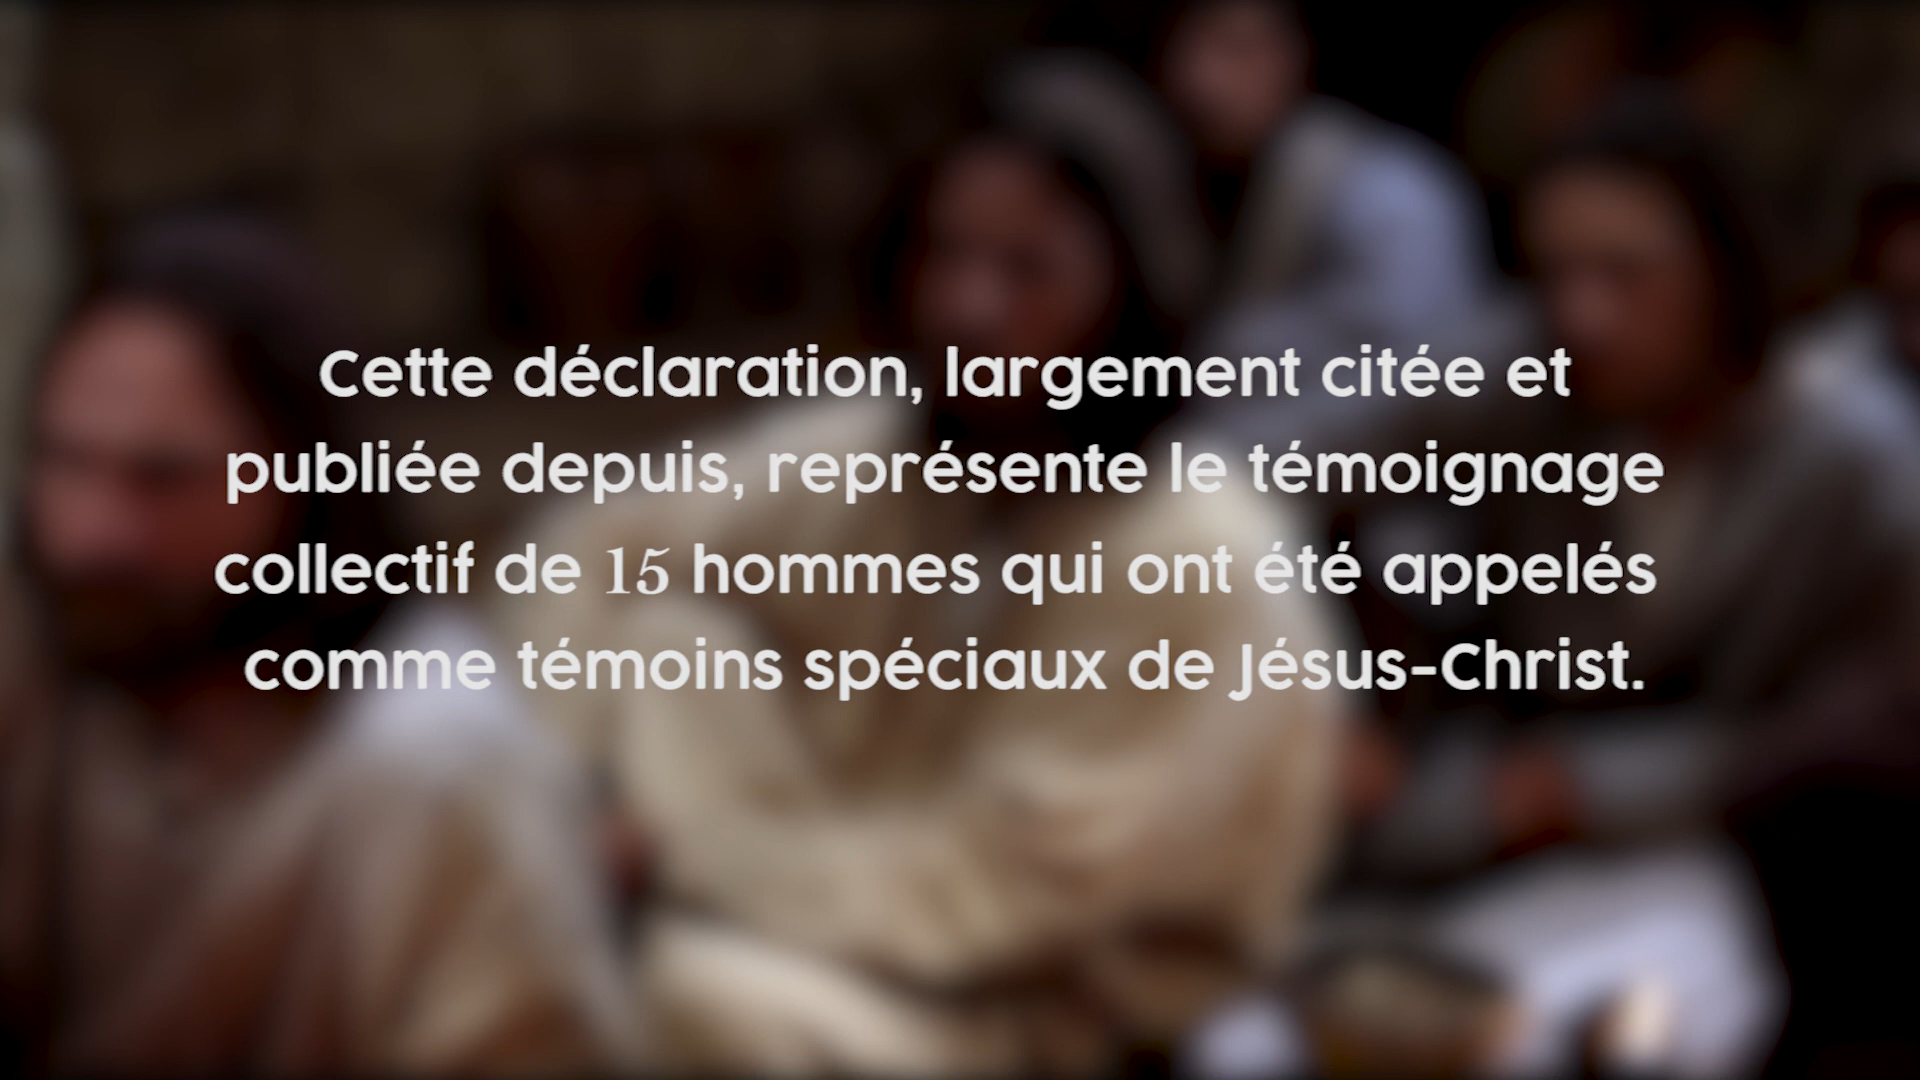 Cette déclaration, largement citée et
publiée depuis, représente le témoignage
collectif de 15 hommes qui ont été appelés
comme témoins spéciaux de Jésus-Christ.